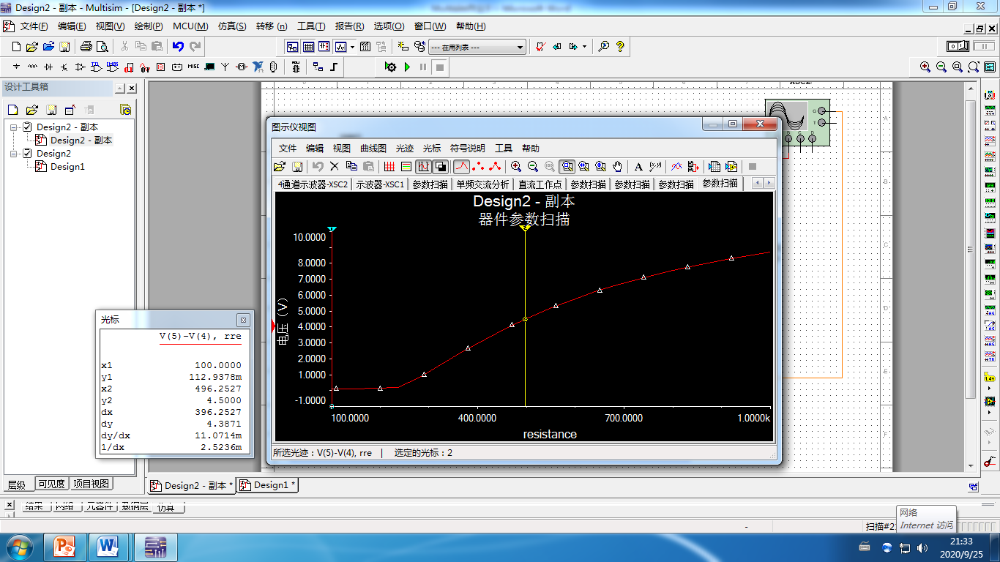 Design2 - 副本 - Multisim - [Design2 - 副本 *]
文件(F) 编辑(E) 视图(V) 绘制(P) MCU(M) 仿真(S) 转移 (n) 工具(T) 报告(R) 选项(O) 窗口(W) 帮助(H)
--- 在用列表 ---
MISC
设计工具箱
Design2 - 副本
Design2 - 副本
Design2
Design1
XSC2
图示仪视图
文件 编辑 视图 曲线图 光迹 光标 符号说明 工具 帮助
4通道示波器-XSC2 示波器-XSC1 参数扫描 单频交流分析 直流工作点 参数扫描 参数扫描 参数扫描 参数扫描
Design2 - 副本
器件参数扫描
10.0000
8.0000
7.0000
6.0000
5.0000
4.0000
3.0000
2.0000
1.0000
-1.0000
电压 (V)
100.0000 400.0000 700.0000 1.0000k
resistance
所选光迹：V(5)-V(4), rre | 选定的光标：2
光标
V(5)-V(4), rre
x1 100.0000
y1 112.9378m
x2 496.2527
y2 4.5000
dx 396.2527
dy 4.3871
dy/dx 11.0714m
1/dx 2.5236m
层级 可见度 项目视图
Design2 - 副本 * Design1 *
结果 网络 元器件 敷铜层 仿真
网络
Internet 访问
-
扫描#2
21:33
2020/9/25